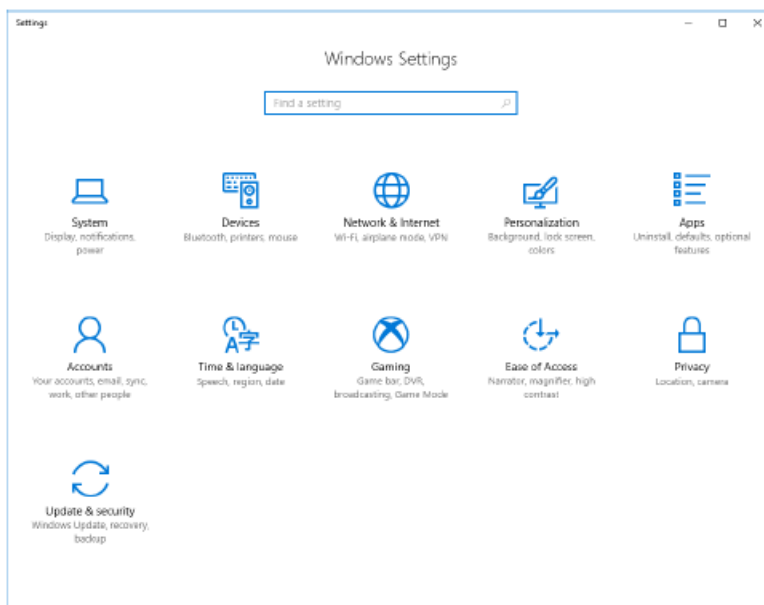 Settings
Windows Settings
Find a setting
System
Display, notifications,
power
Devices
Bluetooth, printers, mouse
Network & Internet
Wi-Fi, airplane mode, VPN
Personalization
Background, lock screen,
colors
Apps
Uninstall, defaults, optional
features
Accounts
Your accounts, email, sync,
work, other people
Time & language
Speech, region, date
Gaming
Game bar, DVR,
broadcasting, Game Mode
Ease of Access
Narrator, magnifier, high
contrast
Privacy
Location, camera
Update & security
Windows Update, recovery,
backup